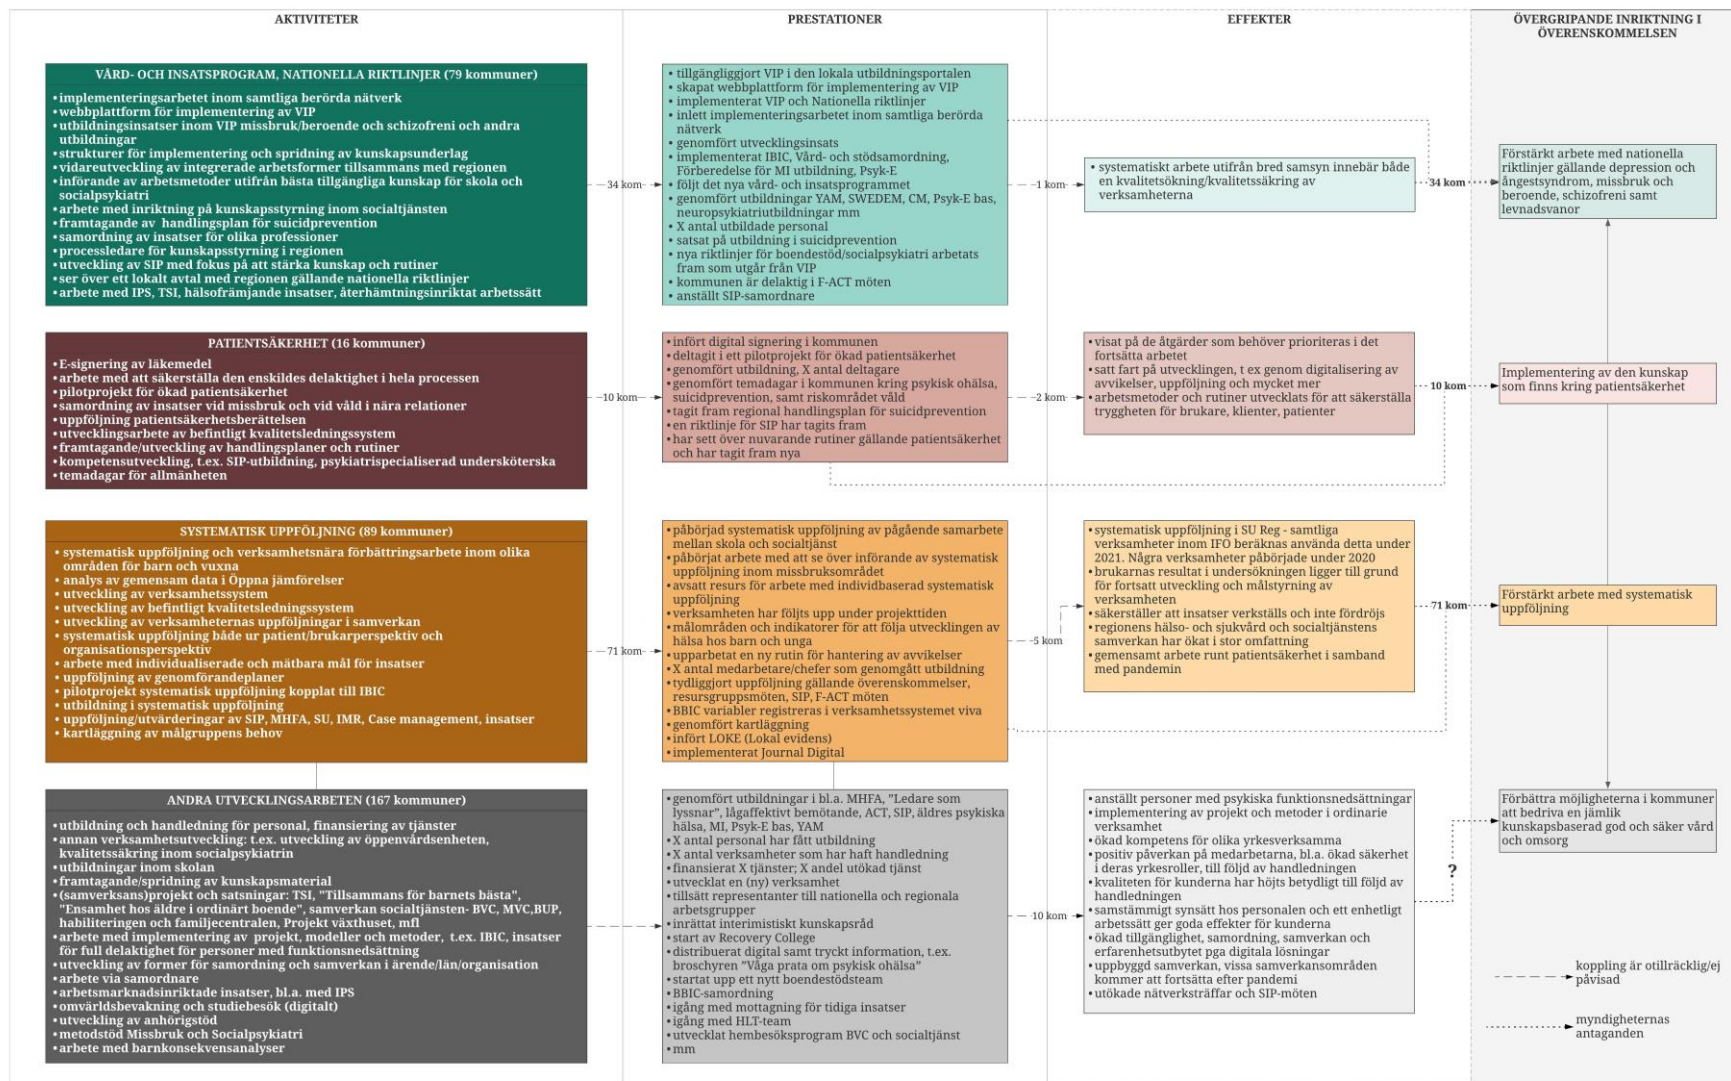 AKTIVITETER
PRESTATIONER
EFFEKTER
ÖVERGRIPANDE INRIKTNING I
ÖVERENSKOMMELSEN
VÅRD- OCH INSATSPROGRAM, NATIONELLA RIKTLINJER (79 kommuner)
• implementeringsarbetet inom samtliga berörda nätverk
• webbplattform för implementering av VIP
• utbildningsinsatser inom VIP missbruk/beroende och schizofreni och andra
utbildningar
• strukturer för implementering och spridning av kunskapsunderlag
• vidareutveckling av integrerade arbetsformer tillsammans med regionen
• införande av arbetsmetoder utifrån bästa tillgängliga kunskap för skola och
socialpsykiatri
• arbete med inriktning på kunskapsstyrning inom socialtjänsten
• framtagande av handlingsplan för suicidprevention
• samordning av insatser för olika professioner
• processledare för kunskapsstyrning i regionen
• utveckling av SIP med fokus på att stärka kunskap och rutiner
• ser över ett lokalt avtal med regionen gällande nationella riktlinjer
• arbete med IPS, TSI, hälsofrämjande insatser, återhämtningsinriktat arbetssätt
34 kom
• tillgängliggjort VIP i den lokala utbildningsportalen
• skapat webbplattform för implementering av VIP
• implementerat VIP och Nationella riktlinjer
• inlett implementeringsarbetet inom samtliga berörda
nätverk
• genomfört utvecklingsinsats
• implementerat IBIC, Vård- och stödsamordning,
Förberedelse för MI utbildning, Psyk-E
• följt det nya vård- och insatsprogrammet
• genomfört utbildningar YAM, SWEDEM, CM, Psyk-E bas,
neuropsykiatriutbildningar mm
• X antal utbildade personal
• satsat på utbildning i suicidprevention
• nya riktlinjer för boendestöd/socialpsykiatri arbetats
fram som utgår från VIP
• kommunen är delaktig i F-ACT möten
• anställt SIP-samordnare
1 kom
• systematiskt arbete utifrån bred samsyn innebär både
en kvalitetsökning/kvalitetssäkring av
verksamheterna
34 kom
Förstärkt arbete med nationella
riktlinjer gällande depression och
ångestsyndrom, missbruk och
beroende, schizofreni samt
levnadsvanor
PATIENTSÄKERHET (16 kommuner)
• E-signering av läkemedel
• arbete med att säkerställa den enskildes delaktighet i hela processen
• pilotprojekt för ökad patientsäkerhet
• samordning av insatser vid missbruk och vid våld i nära relationer
• uppföljning patientsäkerhetsberättelsen
• utvecklingsarbete av befintligt kvalitetsledningssystem
• framtagande/utveckling av handlingsplaner och rutiner
• kompetensutveckling, t.ex. SIP-utbildning, psykiatrispecialiserad undersköterska
• temadagar för allmänheten
10 kom
• infört digital signering i kommunen
• deltagit i ett pilotprojekt för ökad patientsäkerhet
• genomfört utbildning, X antal deltagare
• genomfört temadagar i kommunen kring psykisk ohälsa,
suicidprevention, samt riskområdet våld
• tagit fram regional handlingsplan för suicidprevention
• en riktlinje för SIP har tagits fram
• har sett över nuvarande rutiner gällande patientsäkerhet
och har tagit fram nya
2 kom
• visat på de åtgärder som behöver prioriteras i det
fortsätta arbetet
• satt fart på utvecklingen, t ex genom digitalisering av
avvikelser, uppföljning och mycket mer
• arbetsmetoder och rutiner utvecklats för att säkerställa
tryggheten för brukare, klienter, patienter
10 kom
Implementering av den kunskap
som finns kring patientsäkerhet
SYSTEMATISK UPPFÖLJNING (89 kommuner)
• systematisk uppföljning och verksamhetsnära förbättringsarbete inom olika
områden för barn och vuxna
• analys av gemensam data i Öppna jämförelser
• utveckling av verksamhetssystem
• utveckling av befintligt kvalitetsledningssystem
• utveckling av verksamheternas uppföljningar i samverkan
• systematisk uppföljning både ur patient/brukarperspektiv och
organisationsperspektiv
• arbete med individualiserade och mätbara mål för insatser
• uppföljning av genomförandeplaner
• pilotprojekt systematisk uppföljning kopplat till IBIC
• utbildning i systematisk uppföljning
• uppföljning/utvärderingar av SIP, MHFA, SU, IMR, Case management, insatser
• kartläggning av målgruppens behov
71 kom
• påbörjad systematisk uppföljning av pågående samarbete
mellan skola och socialtjänst
• påbörjat arbete med att se över införande av systematisk
uppföljning inom missbruksområdet
• avsatt resurs för arbete med individbaserad systematisk
uppföljning
• verksamheten har följts upp under projekttiden
• målområden och indikatorer för att följa utvecklingen av
hälsa hos barn och unga
• upparbetat en ny rutin för hantering av avvikelser
• X antal medarbetare/chefer som genomgått utbildning
• tydliggjort uppföljning gällande överenskommelser,
resursgruppsmöten, SIP, F-ACT möten
• BBIC variabler registreras i verksamhetssystemet viva
• genomfört kartläggning
• infört LOKE (Lokal evidens)
• implementerat Journal Digital
5 kom
• systematisk uppföljning i SU Reg - samtliga
verksamheter inom IFO beräknas använda detta under
2021. Några verksamheter påbörjade under 2020
• brukarnas resultat i undersökningen ligger till grund
för fortsatt utveckling och målstyrning av
verksamheten
• säkerställer att insatser verkställs och inte fördröjs
• regionens hälso- och sjukvård och socialtjänstens
samverkan har ökat i stor omfattning
• gemensamt arbete runt patientsäkerhet i samband
med pandemin
71 kom
Förstärkt arbete med systematisk
uppföljning
ANDRA UTVECKLINGSARBETEN (167 kommuner)
• utbildning och handledning för personal, finansiering av tjänster
• annan verksamhetsutveckling: t.ex. utveckling av öppenvårdsenheten,
kvalitetssäkring inom socialpsykiatrin
• utbildningar inom skolan
• framtagande/spridning av kunskapsmaterial
• (samverksans)projekt och satsningar: TSI, "Tillsammans för barnets bästa",
"Ensamhet hos äldre i ordinärt boende", samverkan socialtjänsten- BVC, MVC,BUP,
habiliteringen och familjecentralen, Projekt växthuset, mfl
• arbete med implementering av projekt, modeller och metoder, t.ex. IBIC, insatser
för full delaktighet för personer med funktionsnedsättning
• utveckling av former för samordning och samverkan i ärende/län/organisation
• arbete via samordnare
• arbetsmarknadsinriktade insatser, bl.a. med IPS
• omvärldsbevakning och studiebesök (digitalt)
• utveckling av anhörigstöd
• metodstöd Missbruk och Socialpsykiatri
• arbete med barnkonsekvensanalyser
• genomfört utbildningar i bl.a. MHFA, ”Ledare som
lyssnar”, lågaffektivt bemötande, ACT, SIP, äldres psykiska
hälsa, MI, Psyk-E bas, YAM
• X antal personal har fått utbildning
• X antal verksamheter som har haft handledning
• finansierat X tjänster; X andel utökad tjänst
• utvecklat en (ny) verksamhet
• tillsätt representanter till nationella och regionala
arbetsgrupper
• inrättat interimistiskt kunskapsråd
• start av Recovery College
• distribuerat digital samt tryckt information, t.ex.
broschyren ”Våga prata om psykisk ohälsa”
• startat upp ett nytt boendestödsteam
• BBIC-samordning
• igång med mottagning för tidiga insatser
• igång med HLT-team
• utvecklat hembesöksprogram BVC och socialtjänst
• mm
10 kom
• anställt personer med psykiska funktionsnedsättningar
• implementering av projekt och metoder i ordinarie
verksamhet
• ökad kompetens för olika yrkesverksamma
• positiv påverkan på medarbetarna, bl.a. ökad säkerhet
i deras yrkesroller, till följd av handledningen
• kvaliteten för kunderna har höjts betydligt till följd av
handledningen
• samstämmigt synsätt hos personalen och ett enhetligt
arbetssätt ger goda effekter för kunderna
• ökad tillgänglighet, samordning, samverkan och
erfarenhetsutbytet pga digitala lösningar
• uppbyggd samverkan, vissa samverkansområden
kommer att fortsätta efter pandemi
• utökade nätverksträffar och SIP-möten
?
Förbättra möjligheterna i kommuner
att bedriva en jämlik
kunskapsbaserad god och säker vård
och omsorg
koppling är otillräcklig/ej
påvisad
myndigheternas
antaganden